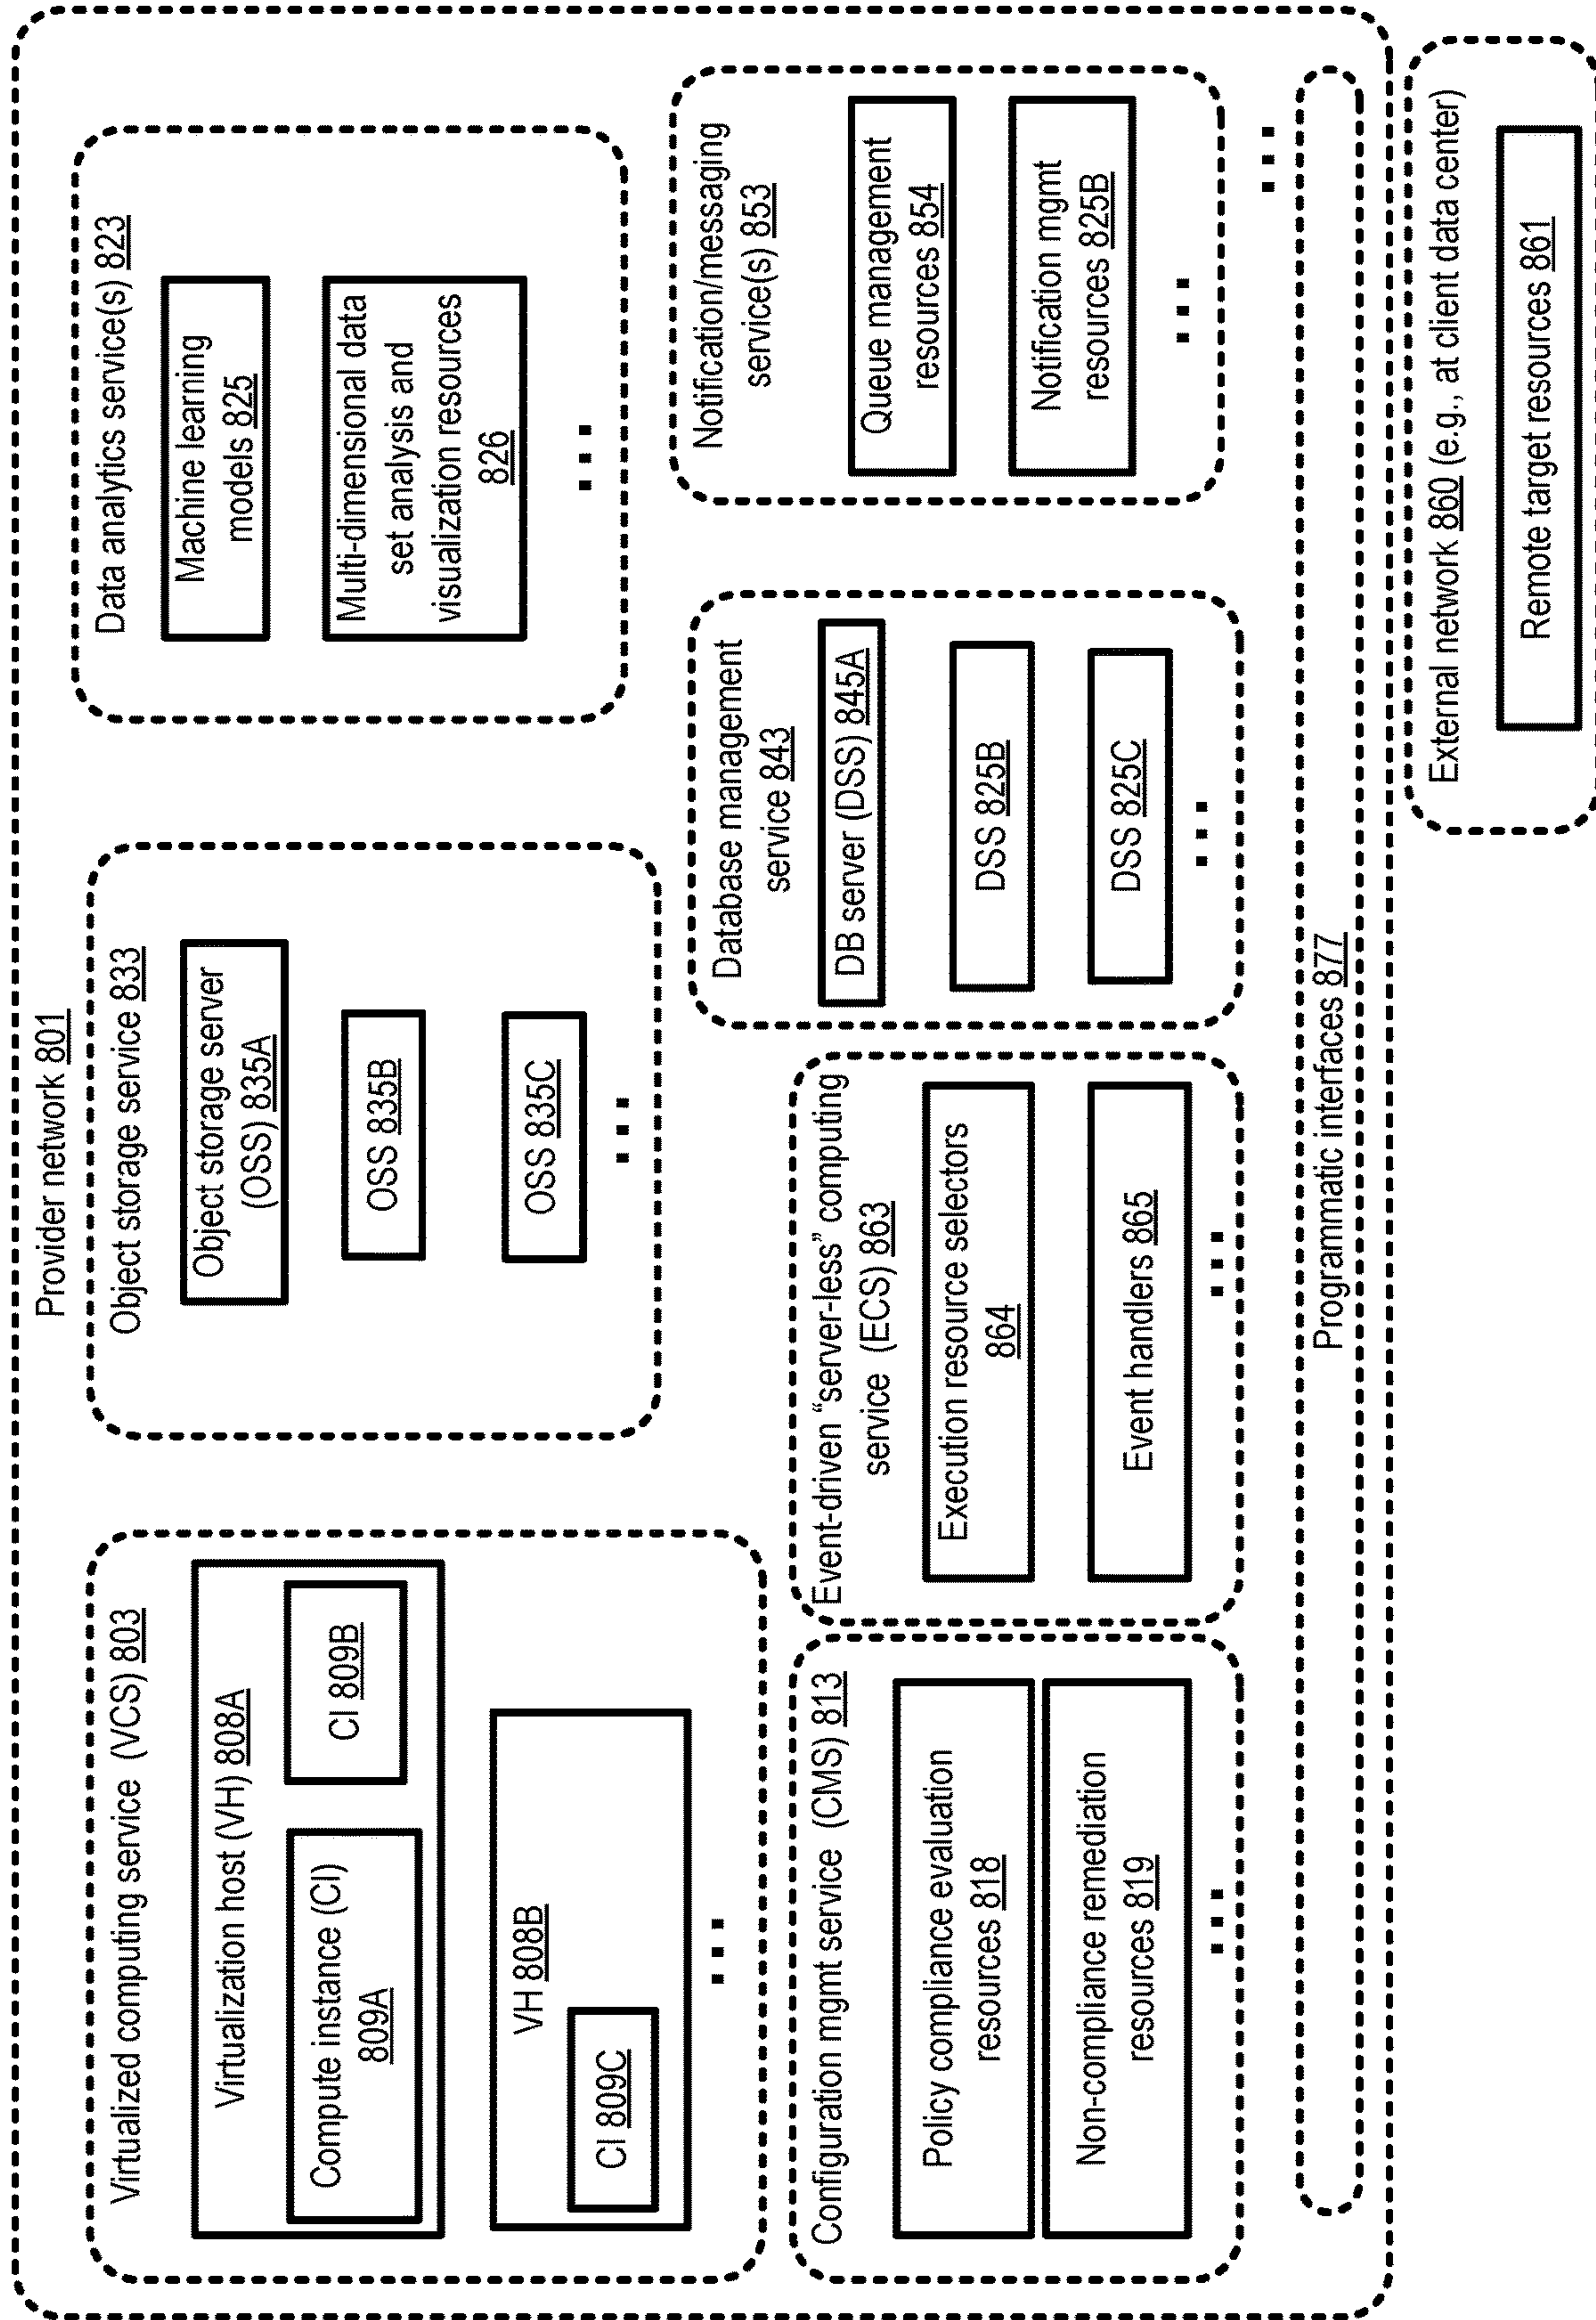 Provider network 801
Virtualized computing service (VCS) 803
Virtualization host (VH) 808A
Compute instance (CI)
809A
CI 809B
VH 808B
CI 809C
Object storage service 833
Object storage server
(OSS) 835A
OSS 835B
OSS 835C
Data analytics service(s) 823
Machine learning
models 825
Multi-dimensional data
set analysis and
visualization resources
826
Configuration mgmt service (CMS) 813
Policy compliance evaluation
resources 818
Non-compliance remediation
resources 819
Event-driven “server-less” computing
service (ECS) 863
Execution resource selectors
864
Event handlers 865
Database management
service 843
DB server (DSS) 845A
DSS 825B
DSS 825C
Notification/messaging
service(s) 853
Queue management
resources 854
Notification mgmt
resources 825B
Programmatic interfaces 877
External network 860 (e.g., at client data center)
Remote target resources 861